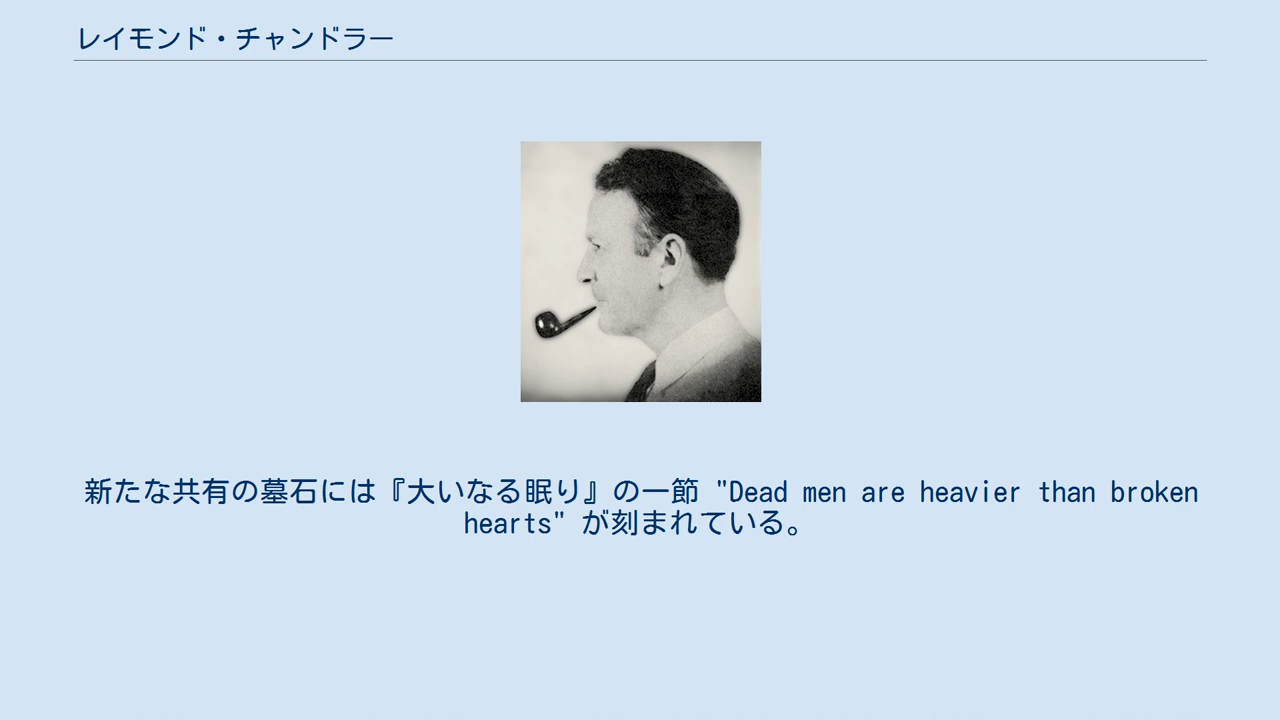 レイモンド・チャンドラー
新たな共有の墓石には『大いなる眠り』の一節 "Dead men are heavier than broken
hearts" が刻まれている。